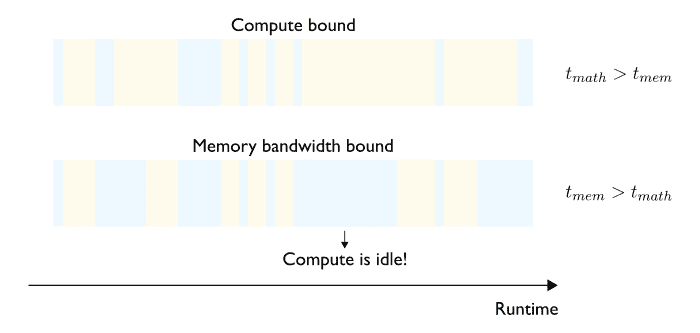 Compute bound
t_math > t_mem
Memory bandwidth bound
t_mem > t_math
Compute is idle!
Runtime